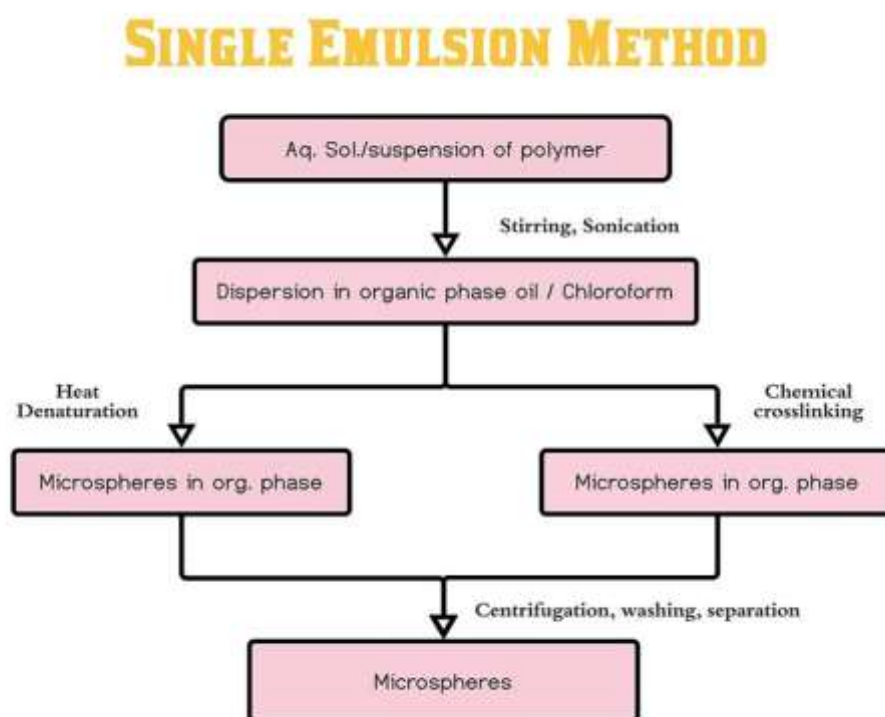 SINGLE EMULSION METHOD
Aq. Sol./suspension of polymer
Stirring, Sonication
Dispersion in organic phase oil / Chloroform
Heat
Denaturation
Chemical
crosslinking
Microspheres in org. phase
Microspheres in org. phase
Centrifugation, washing, separation
Microspheres